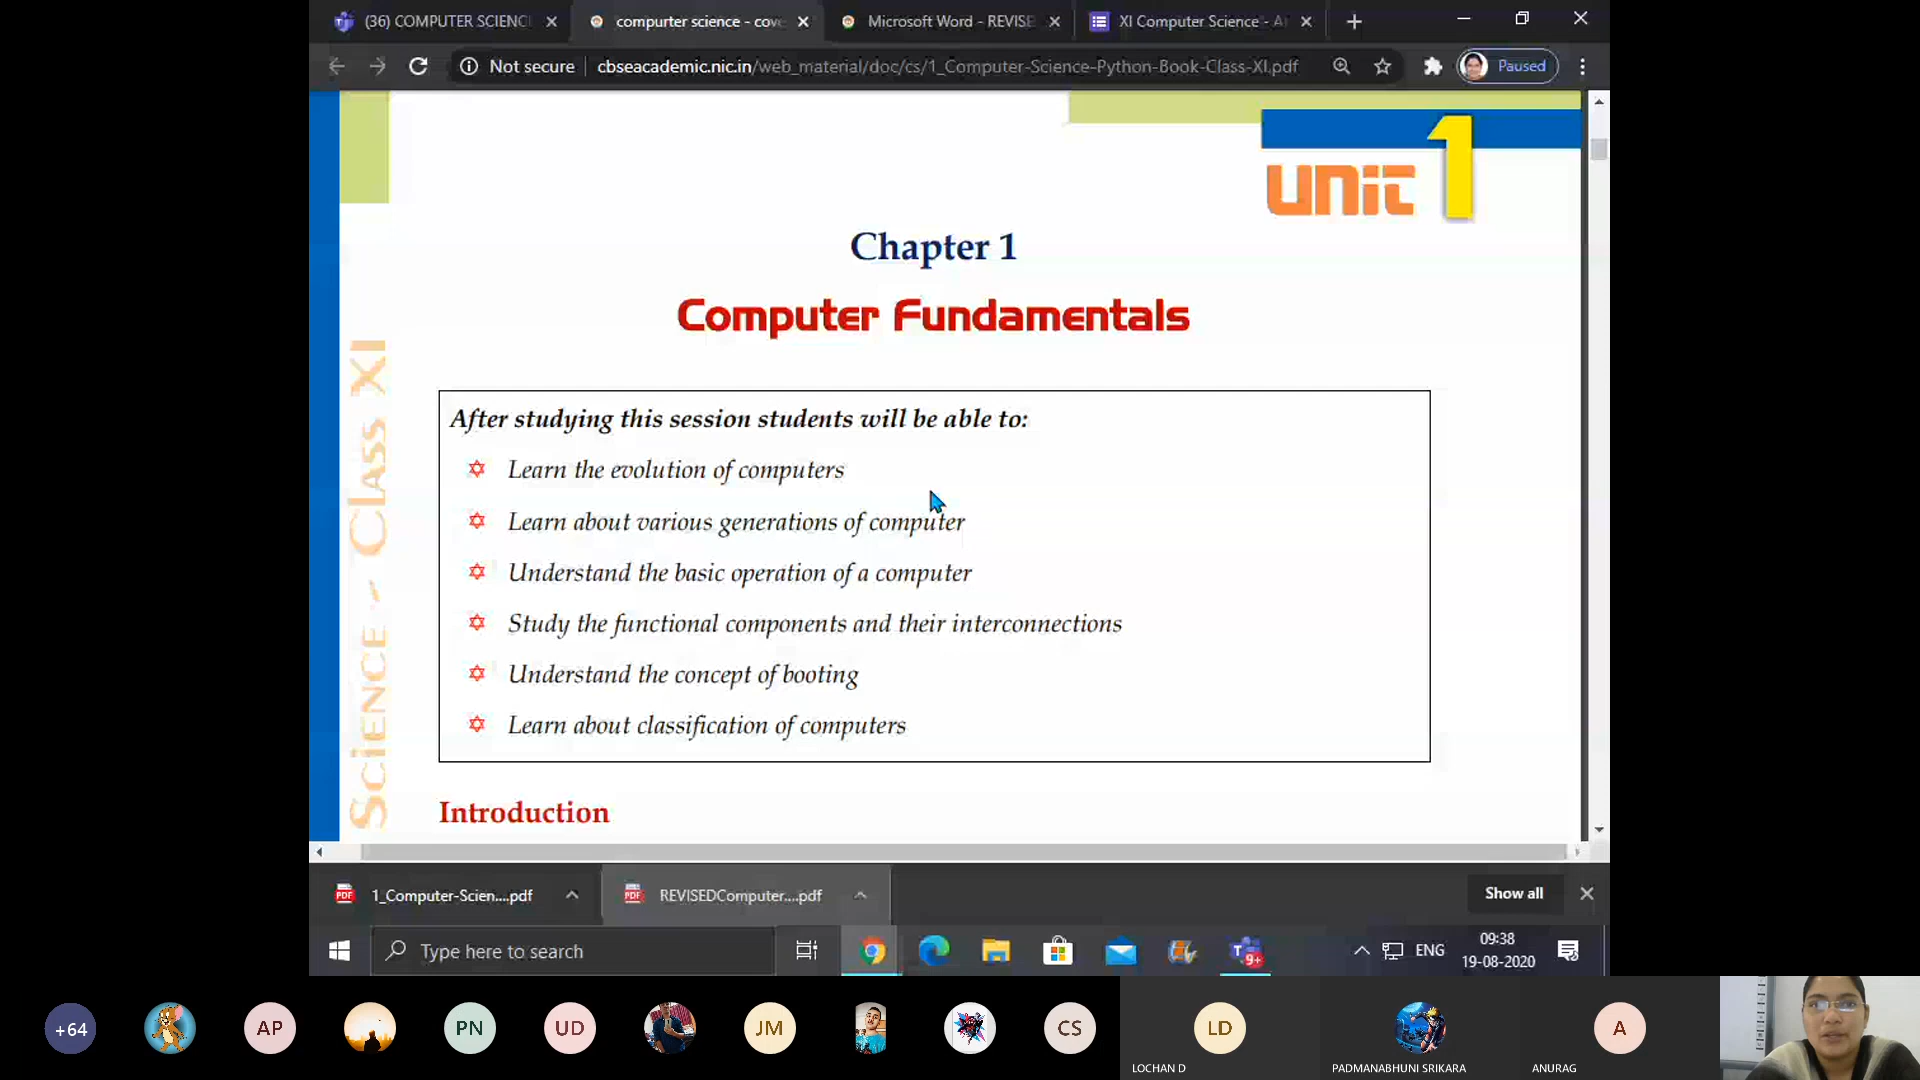 (36) COMPUTER SCIENC
compurter science - cove
Microsoft Word - REVISE
XI Computer Science - A
Not secure
cbseacademic.nic.in/web_material/doc/cs/1_Computer-Science-Python-Book-Class-XI.pdf
Paused
Unit 1
Chapter 1
Computer Fundamentals
Science - Class XI
After studying this session students will be able to:
Learn the evolution of computers
Learn about various generations of computer
Understand the basic operation of a computer
Study the functional components and their interconnections
Understand the concept of booting
Learn about classification of computers
Introduction
PDF
1_Computer-Scien....pdf
PDF
REVISEDComputer....pdf
Show all
Type here to search
9+
ENG
09:38
19-08-2020
+64
AP
PN
UD
JM
CS
LD
A
LOCHAN D
PADMANABHUNI SRIKARA
ANURAG